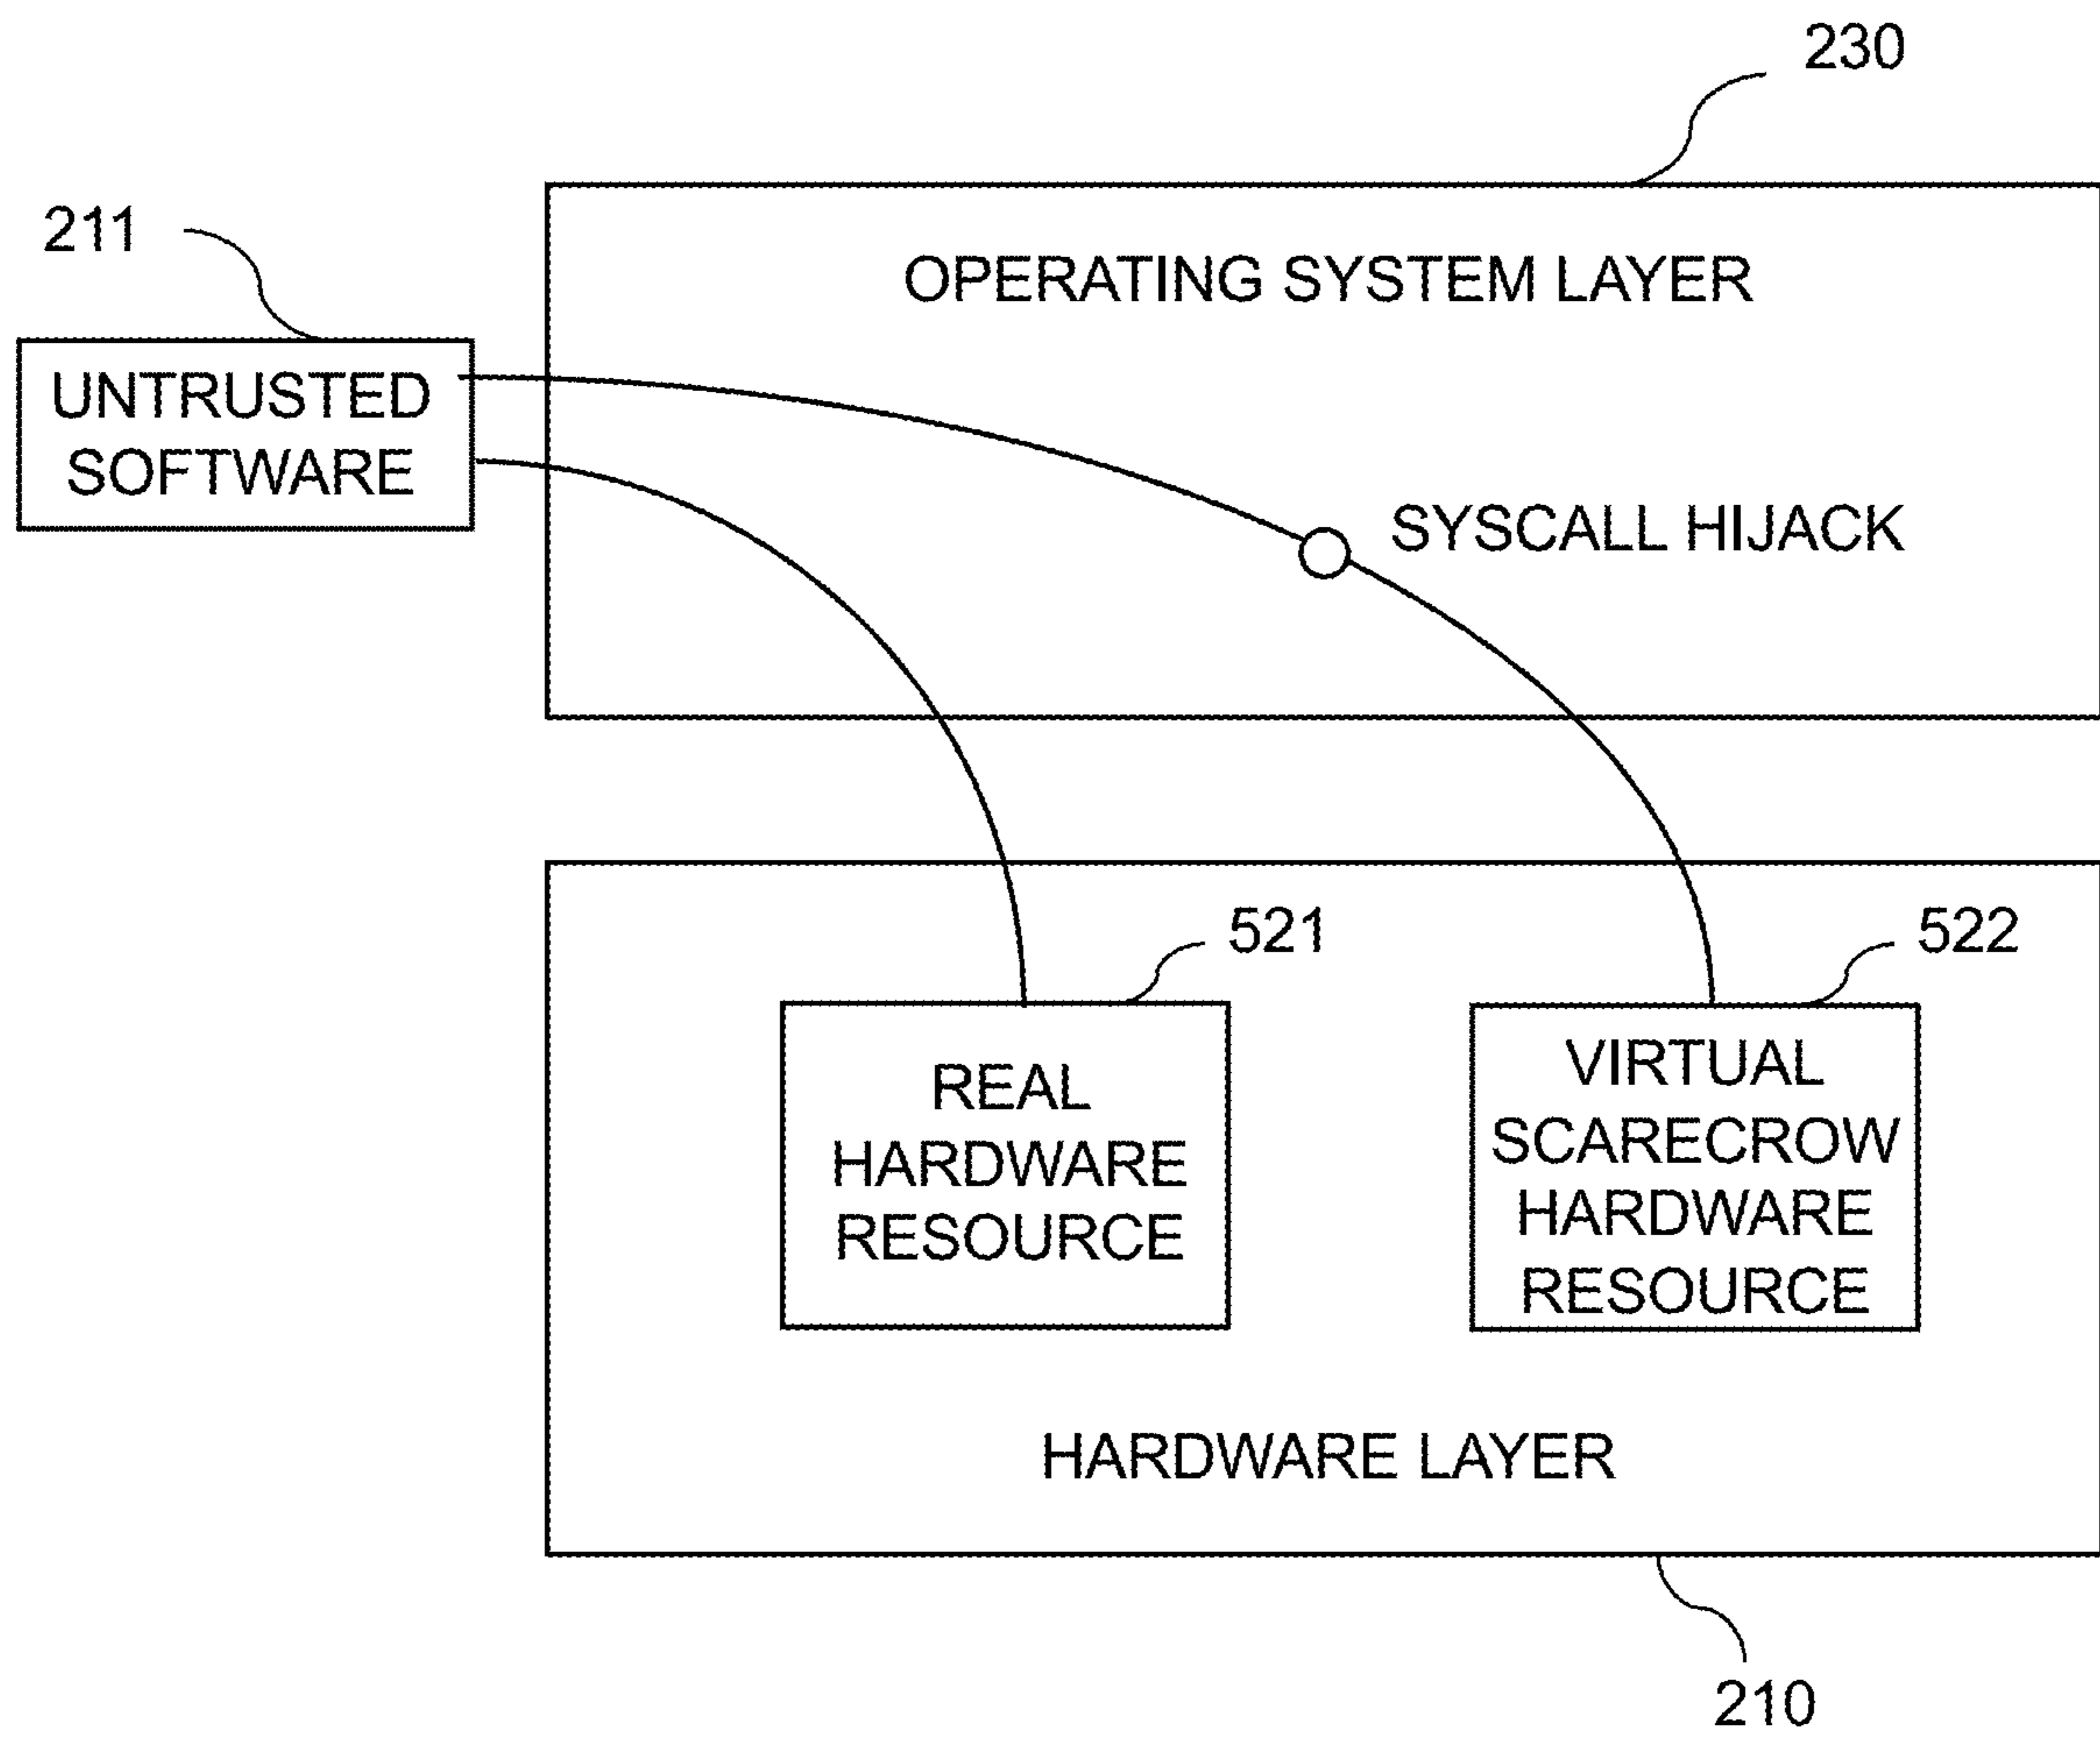 230
211
OPERATING SYSTEM LAYER
UNTRUSTED
SOFTWARE
SYSCALL HIJACK
521
522
REAL
HARDWARE
RESOURCE
VIRTUAL
SCARECROW
HARDWARE
RESOURCE
HARDWARE LAYER
210